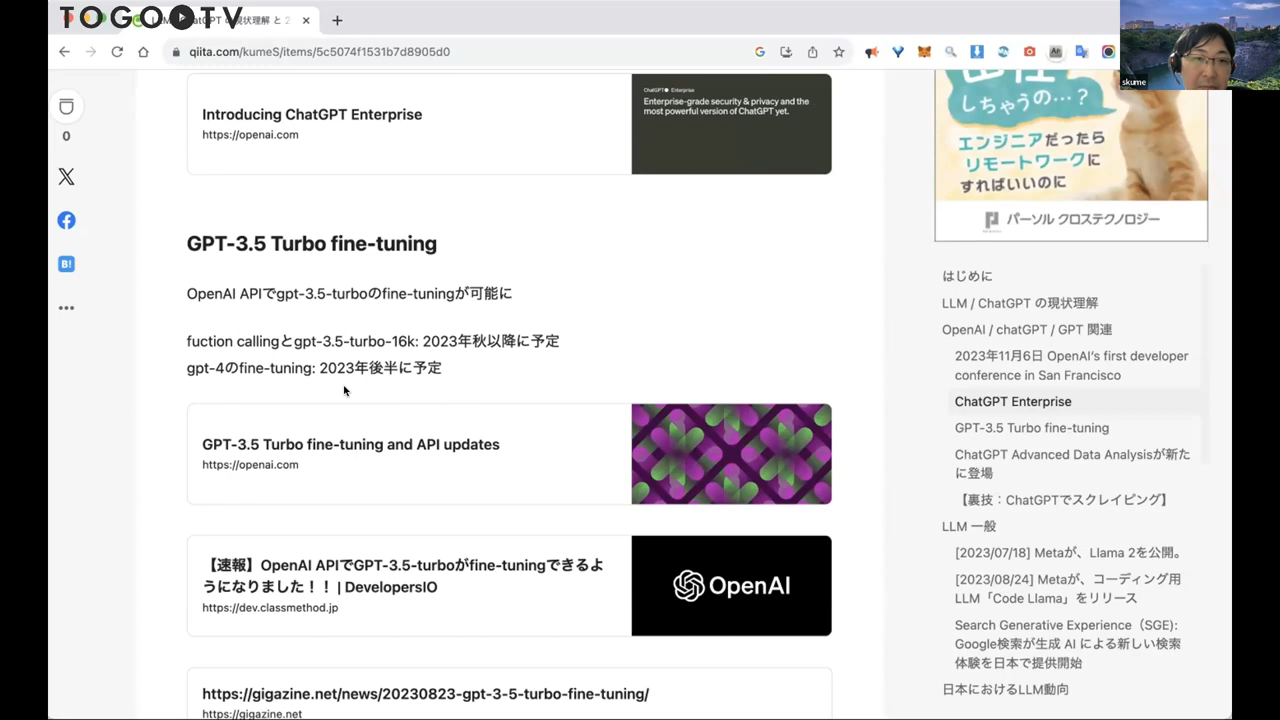 TOGOTV
qiita.com/kumeS/items/5c5074f1531b7d8905d0
skume
0
Introducing ChatGPT Enterprise
https://openai.com
ChatGPT Enterprise
Enterprise-grade security & privacy and the
most powerful version of ChatGPT yet.
GPT-3.5 Turbo fine-tuning
OpenAI APIでgpt-3.5-turboのfine-tuningが可能に
fuction callingとgpt-3.5-turbo-16k: 2023年秋以降に予定
gpt-4のfine-tuning: 2023年後半に予定
GPT-3.5 Turbo fine-tuning and API updates
https://openai.com
【速報】OpenAI APIでGPT-3.5-turboがfine-tuningできるよ
うになりました！！ | DevelopersIO
https://dev.classmethod.jp
OpenAI
https://gigazine.net/news/20230823-gpt-3-5-turbo-fine-tuning/
https://gigazine.net
B!
しちゃうの…？
エンジニアだったら
リモートワークに
すればいいのに
パーソル クロステクノロジー
はじめに
LLM / ChatGPT の現状理解
OpenAI / chatGPT / GPT 関連
2023年11月6日 OpenAI's first developer
conference in San Francisco
ChatGPT Enterprise
GPT-3.5 Turbo fine-tuning
ChatGPT Advanced Data Analysisが新た
に登場
【裏技：ChatGPTでスクレイピング】
LLM 一般
[2023/07/18] Metaが、Llama 2を公開。
[2023/08/24] Metaが、コーディング用
LLM「Code Llama」をリリース
Search Generative Experience（SGE):
Google検索が生成 AI による新しい検索
体験を日本で提供開始
日本におけるLLM動向